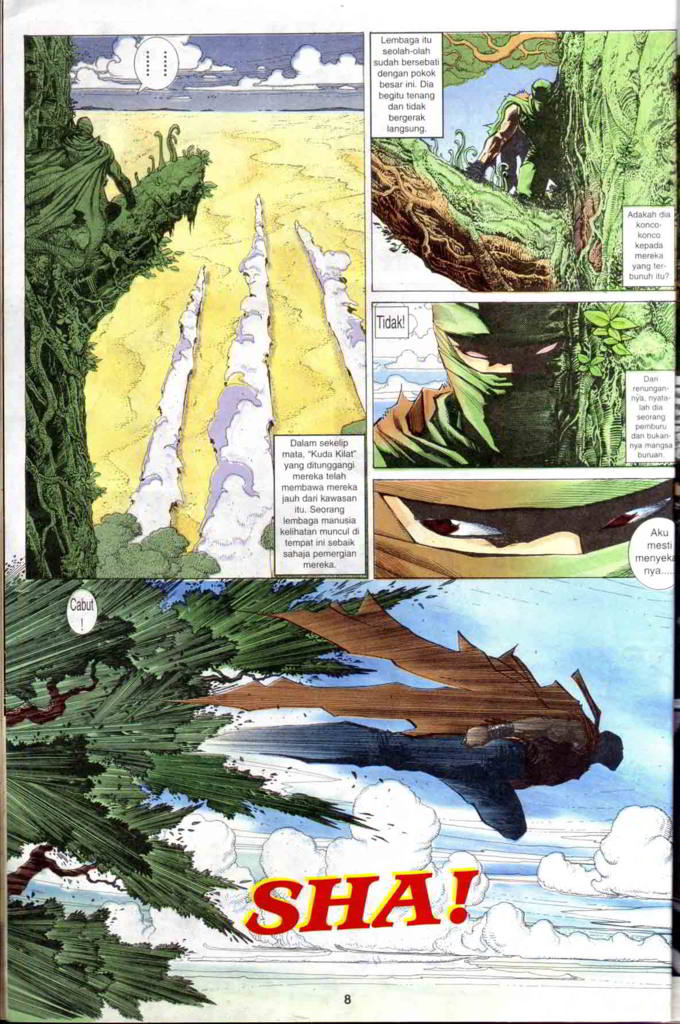 Dalam sekelip
mata, "Kuda Kilat"
yang ditunggangi
mereka telah
membawa mereka
jauh dari kawasan
itu. Seorang
lembaga manusia
kelihatan muncul di
tempat ini sebaik
sahaja pemergian
mereka.
Lembaga itu
seolah-olah
sudah bersebati
dengan pokok
besar ini. Dia
begitu tenang
dan tidak
bergerak
langsung.
Adakah dia
konco-
konco
kepada
mereka
yang ter-
bunuh itu?
Tidak!
Dari
renungan-
nya, nyata-
lah dia
seorang
pemburu
dan bukan-
nya mangsa
buruan.
Aku
mesti
menyeka
nya....
Cabut
!
SHA!
8